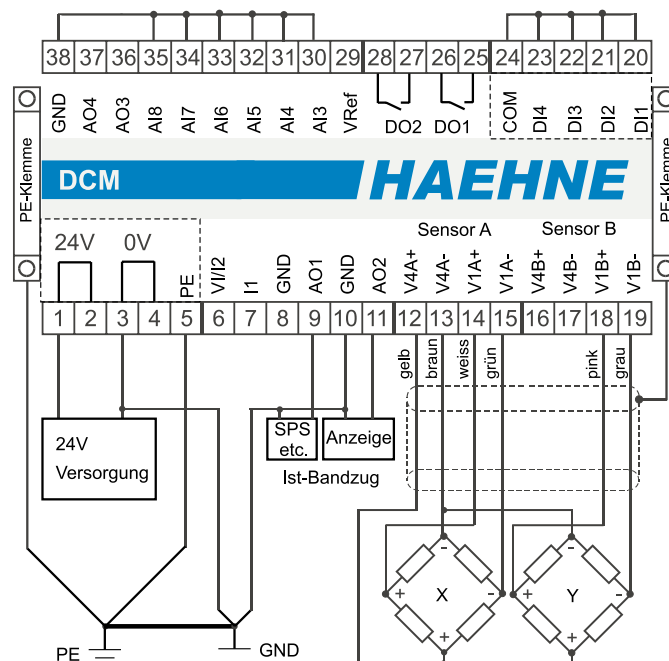 38 37 36 35 34 33 32 31 30 29 28 27 26 25 24 23 22 21 20
GND AO4 AO3 AI8 AI7 AI6 AI5 AI4 AI3 VRef DO2 DO1 COM DI4 DI3 DI2 DI1
PE-Klemme
PE-Klemme
DCM
HAEHNE
Sensor A Sensor B
24V 0V
PE VI/I2 I1 GND AO1 GND AO2 V4A+ V4A- V1A+ V1A- V4B+ V4B- V1B+ V1B-
1 2 3 4 5 6 7 8 9 10 11 12 13 14 15 16 17 18 19
gelb braun weiss grün pink grau
24V
Versorgung
SPS
etc.
Anzeige
Ist-Bandzug
- -
+ X - + Y -
+ +
PE GND